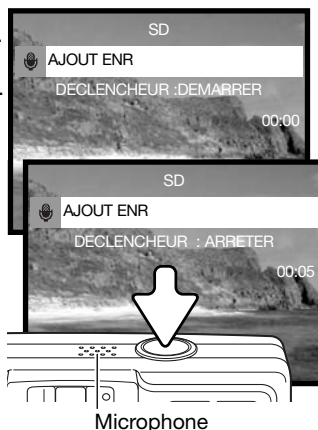 SD
AJOUT ENR
DECLENCHEUR :DEMARRER
00:00
SD
AJOUT ENR
DECLENCHEUR : ARRETER
00:05
Microphone